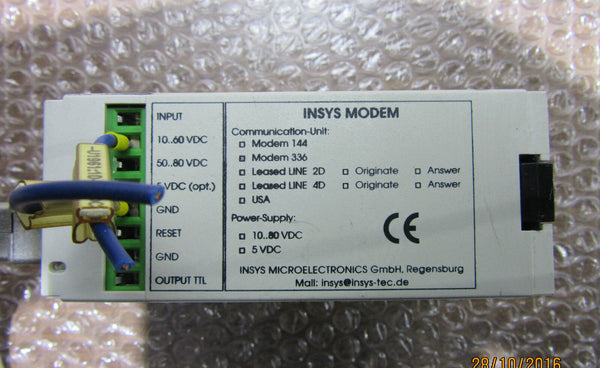 INPUT
10..60 VDC
50..80 VDC
VDC (opt.)
GND
RESET
GND
OUTPUT TTL
INSYS MODEM
Communication-Unit:
Modem 144
Modem 336
Leased LINE 2D Originate Answer
Leased LINE 4D Originate Answer
USA
Power-Supply:
10..80 VDC
5 VDC
CE
INSYS MICROELECTRONICS GmbH, Regensburg
Mail: insys@insys-tec.de
28/10/2016